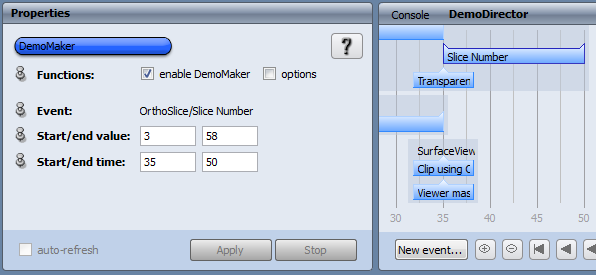 Properties
DemoMaker
?
Functions: enable DemoMaker options
Event: OrthoSlice/Slice Number
Start/end value: 3 58
Start/end time: 35 50
auto-refresh Apply Stop
Console DemoDirector
Slice Number
Transparen
SurfaceView
Clip using O
Viewer mas
30 35 40 45 50
New event...